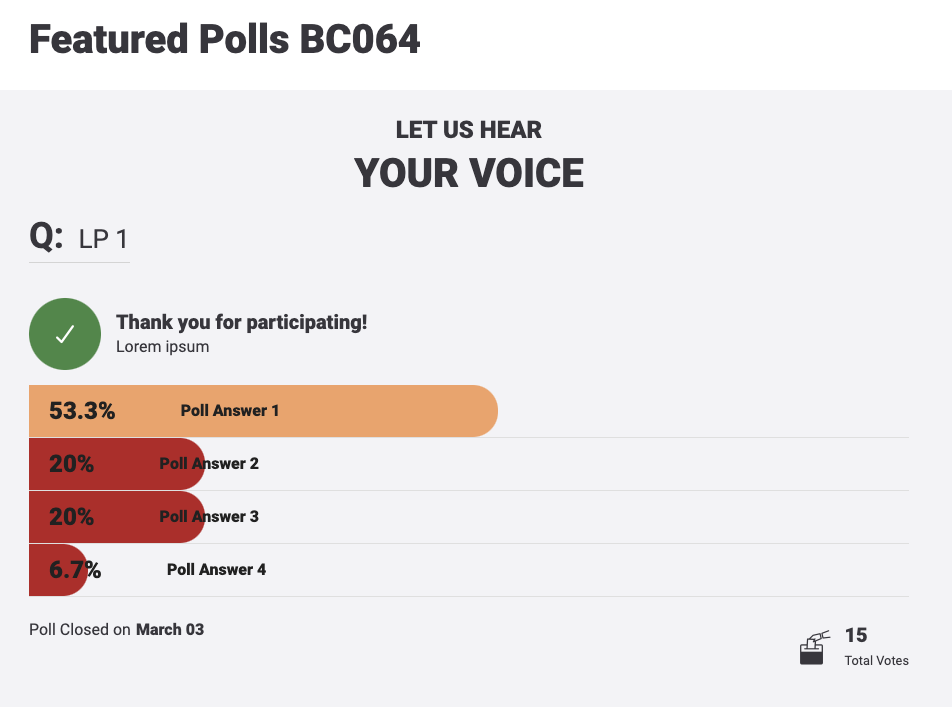 Featured Polls BC064
LET US HEAR
YOUR VOICE
Q: LP 1
Thank you for participating!
Lorem ipsum
53.3% Poll Answer 1
20% Poll Answer 2
20% Poll Answer 3
6.7% Poll Answer 4
Poll Closed on March 03
15
Total Votes